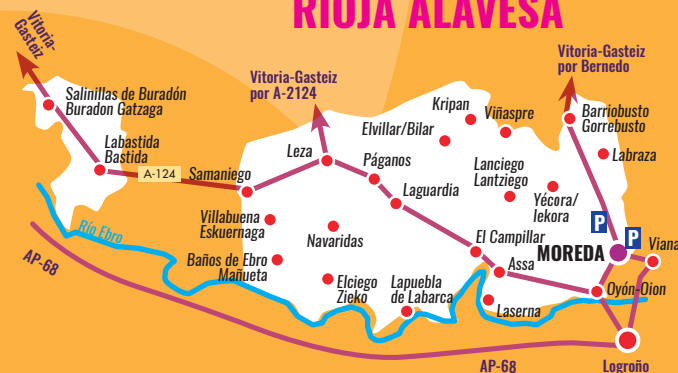 RIOJA ALAVESA
Vitoria-
Gasteiz
Vitoria-Gasteiz
por A-2124
Vitoria-Gasteiz
por Bernedo
Salinillas de Buradón
Buradon Gatzaga
Labastida
Bastida
A-124
Samaniego
Leza
Elvillar/Bilar
Kripan
Viñaspre
Barriobusto
Gorrebusto
Labraza
Páganos
Laguardia
Lanciego
Lantziego
Yécora/
Iekora
Villabuena
Eskuernaga
Navaridas
El Campillar
P
P
MOREDA
Viana
Baños de Ebro
Mañueta
Elciego
Zieko
Lapuebla
de Labarca
Assa
Laserna
Oyón-Oion
Río Ebro
AP-68
AP-68
Logroño